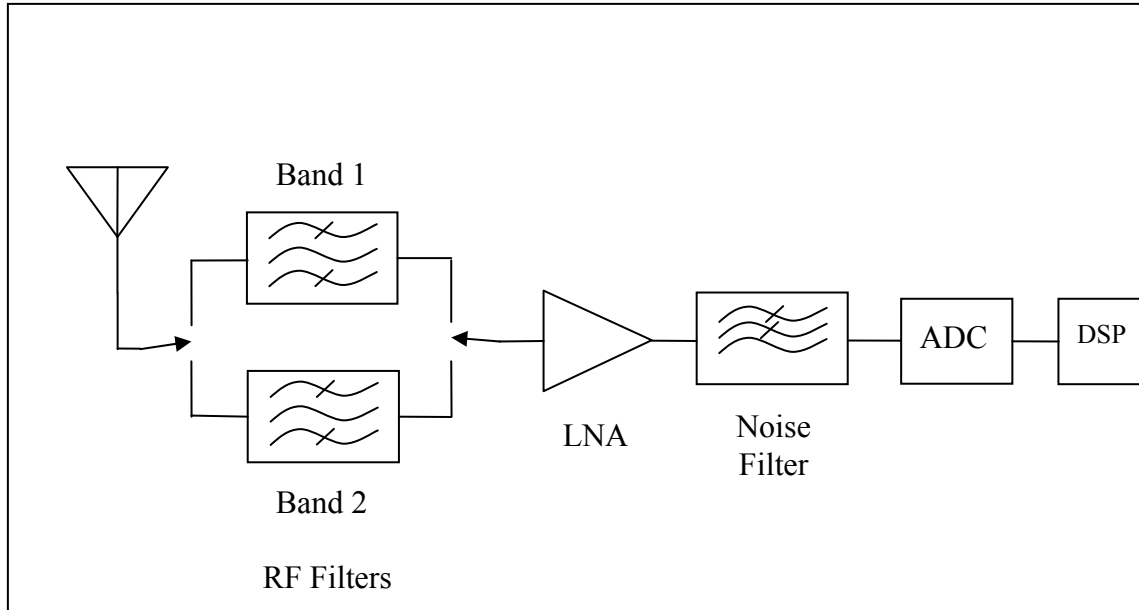 Band 1
Band 2
RF Filters
LNA
Noise
Filter
ADC
DSP